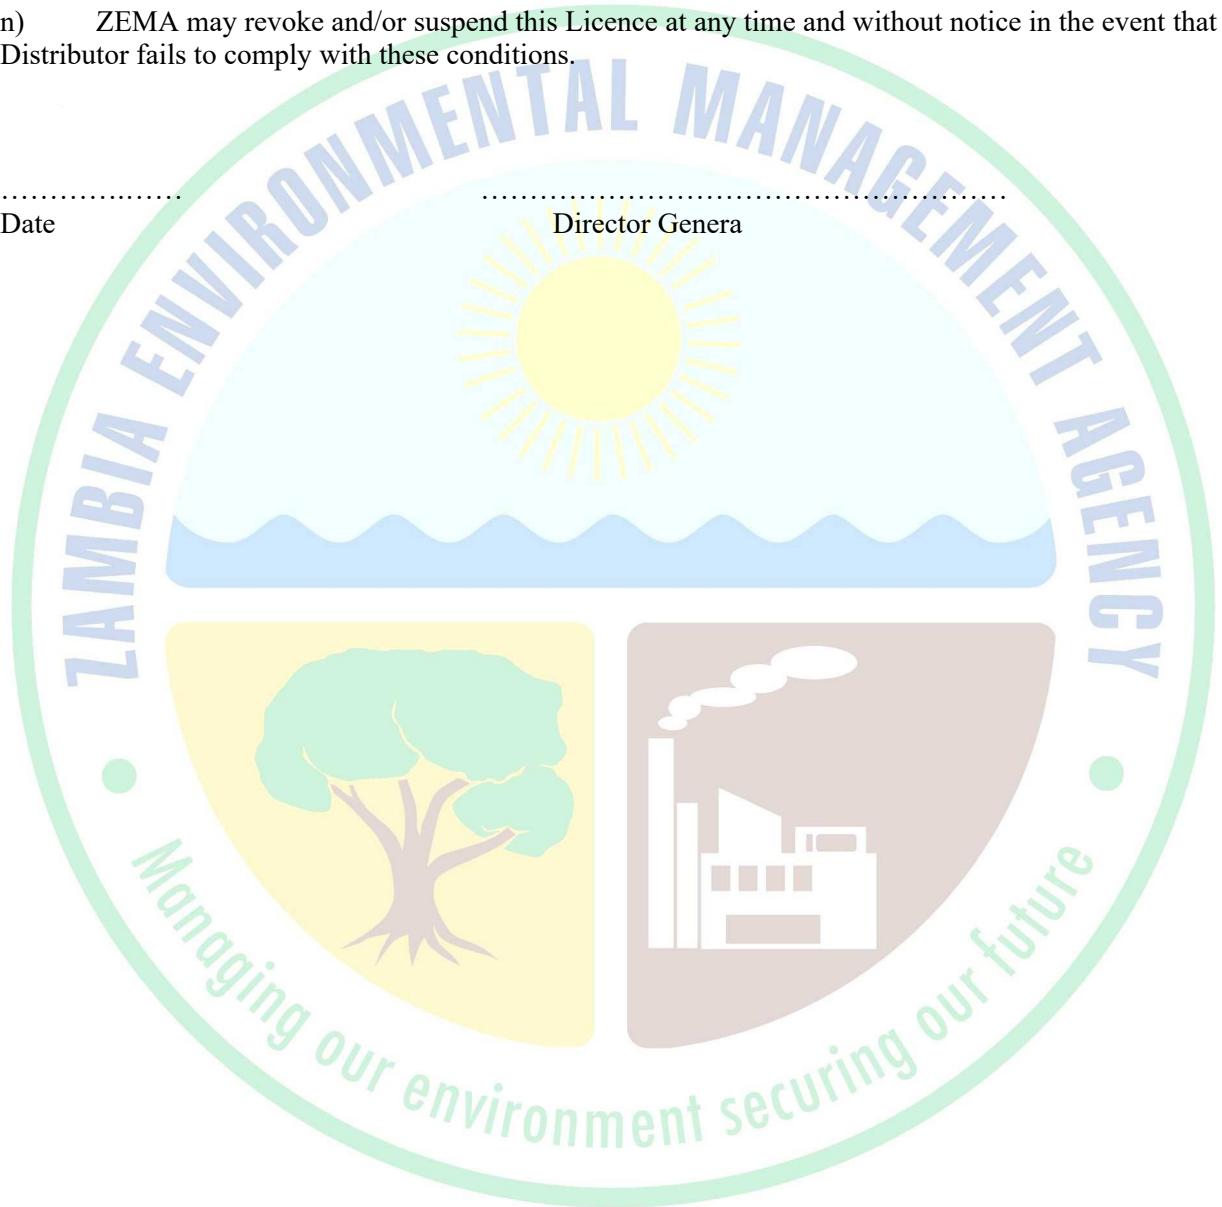 n) ZEMA may revoke and/or suspend this Licence at any time and without notice in the event that
Distributor fails to comply with these conditions.
………….…… ………………………………………………
Date Director Genera
ZAMBIA ENVIRONMENTAL MANAGEMENT AGENCY
Managing our environment securing our future